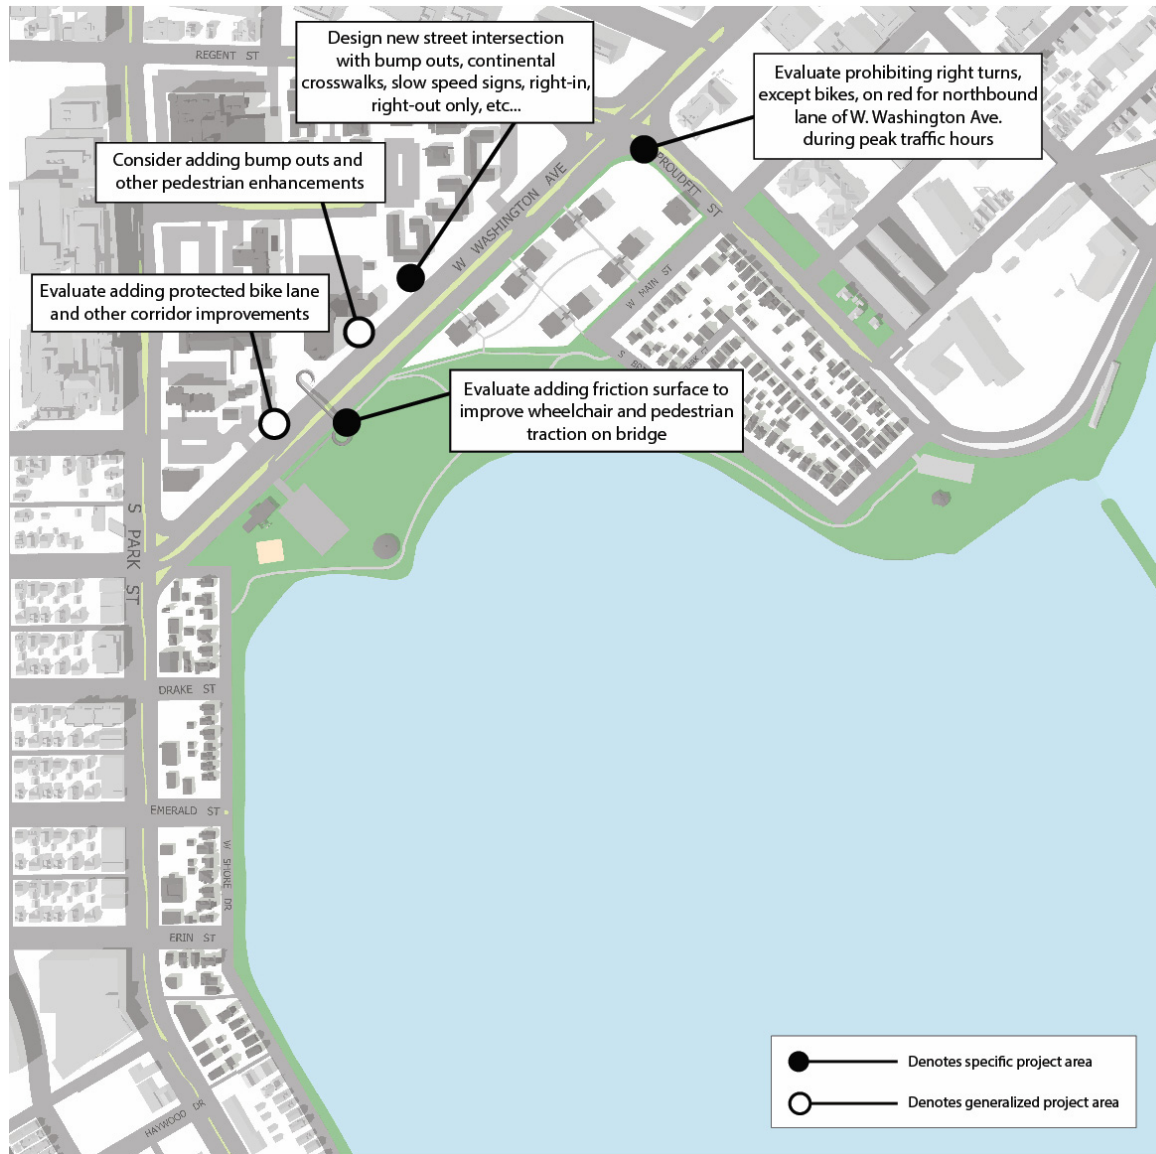 REGENT ST
Design new street intersection
with bump outs, continental
crosswalks, slow speed signs, right-in,
right-out only, etc...
Evaluate prohibiting right turns,
except bikes, on red for northbound
lane of W. Washington Ave.
during peak traffic hours
Consider adding bump outs and
other pedestrian enhancements
W WASHINGTON AVE
PROUDFIT ST
Evaluate adding protected bike lane
and other corridor improvements
W MAIN ST
Evaluate adding friction surface to
improve wheelchair and pedestrian
traction on bridge
S PARK ST
DRAKE ST
EMERALD ST
W SHORE DR
ERIN ST
HAYWOOD DR
Denotes specific project area
Denotes generalized project area